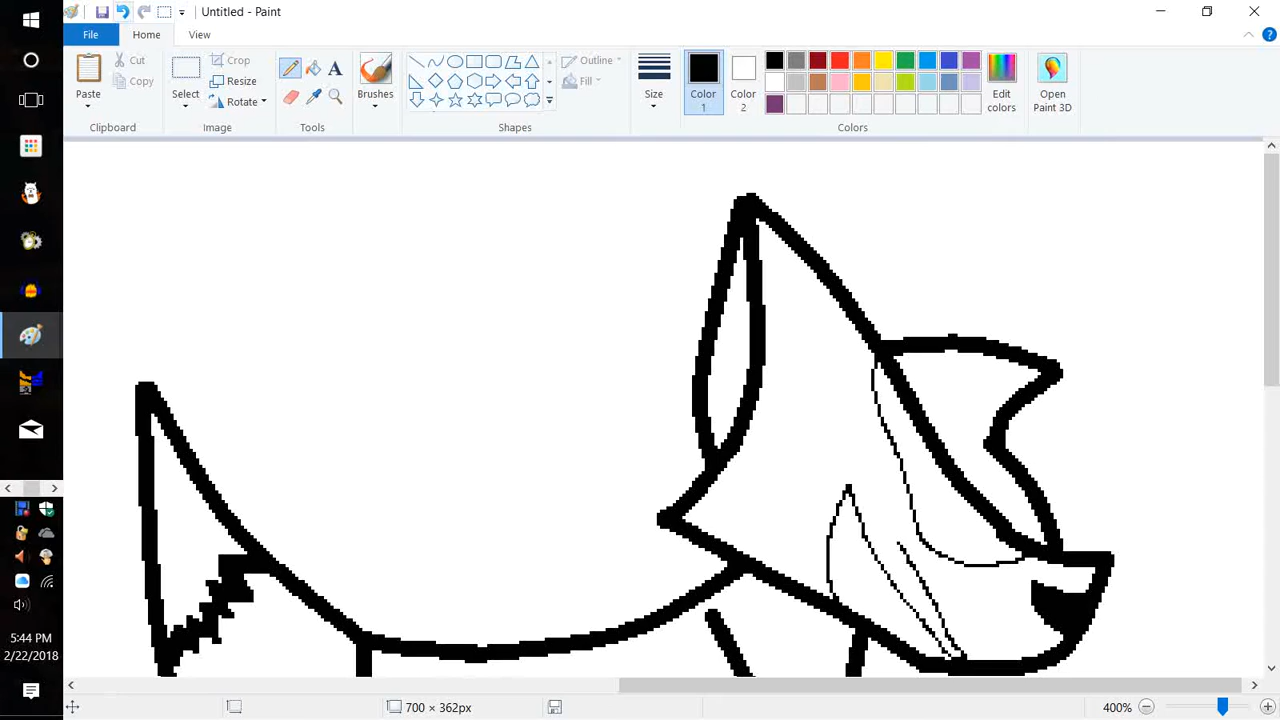 Untitled - Paint
File Home View
Paste
Cut
Copy
Clipboard
Select
Crop
Resize
Rotate
Image
A
Tools
Brushes
Outline
Fill
Shapes
Size
Color 1
Color 2
Edit colors
Open Paint 3D
Colors
5:44 PM
2/22/2018
700 × 362px
400%